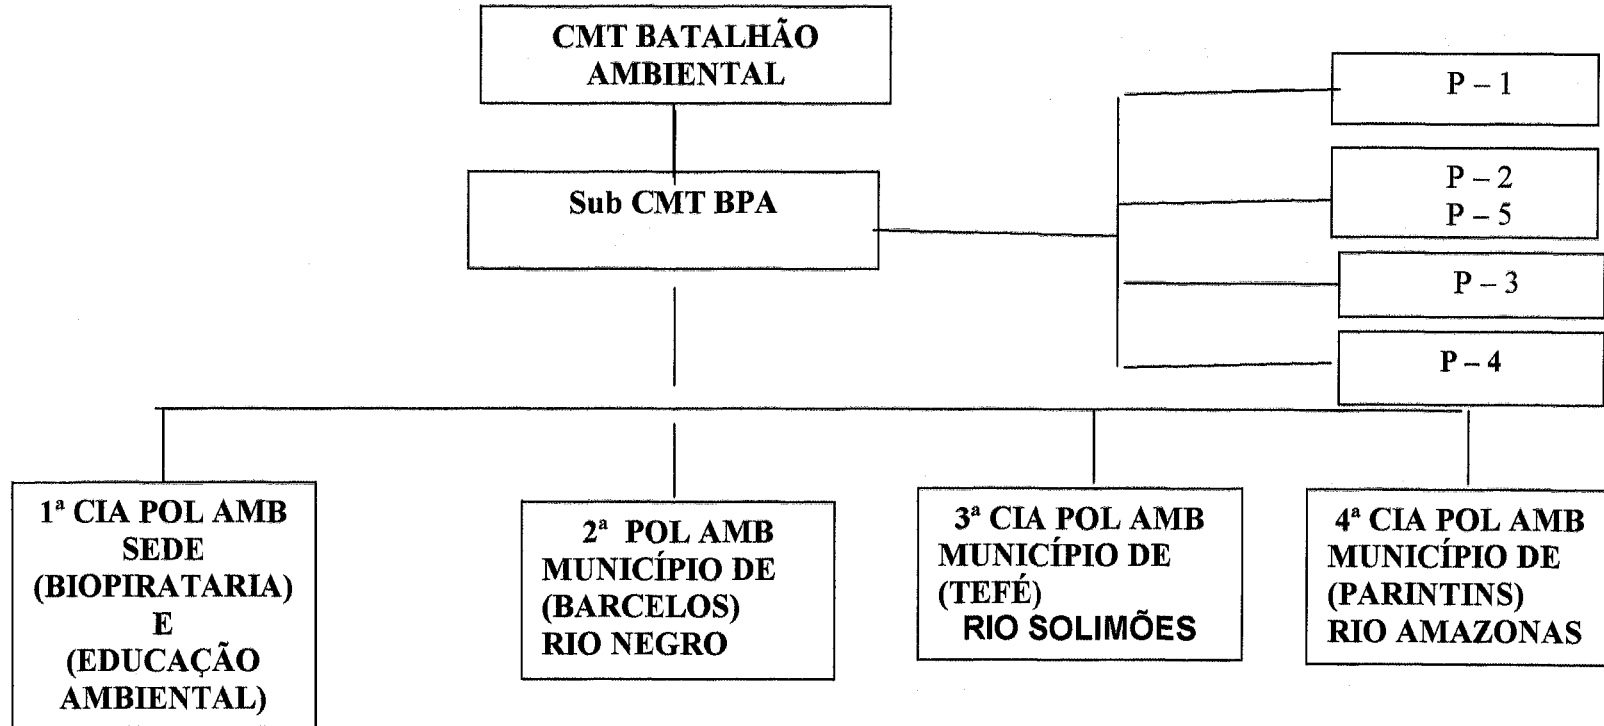 CMT BATALHÃO
AMBIENTAL
Sub CMT BPA
P – 1
P – 2
P – 5
P – 3
P – 4
1ª CIA POL AMB
SEDE
(BIOPIRATARIA)
E
(EDUCAÇÃO
AMBIENTAL)
2ª POL AMB
MUNICÍPIO DE
(BARCELOS)
RIO NEGRO
3ª CIA POL AMB
MUNICÍPIO DE
(TEFÉ)
RIO SOLIMÕES
4ª CIA POL AMB
MUNICÍPIO DE
(PARINTINS)
RIO AMAZONAS